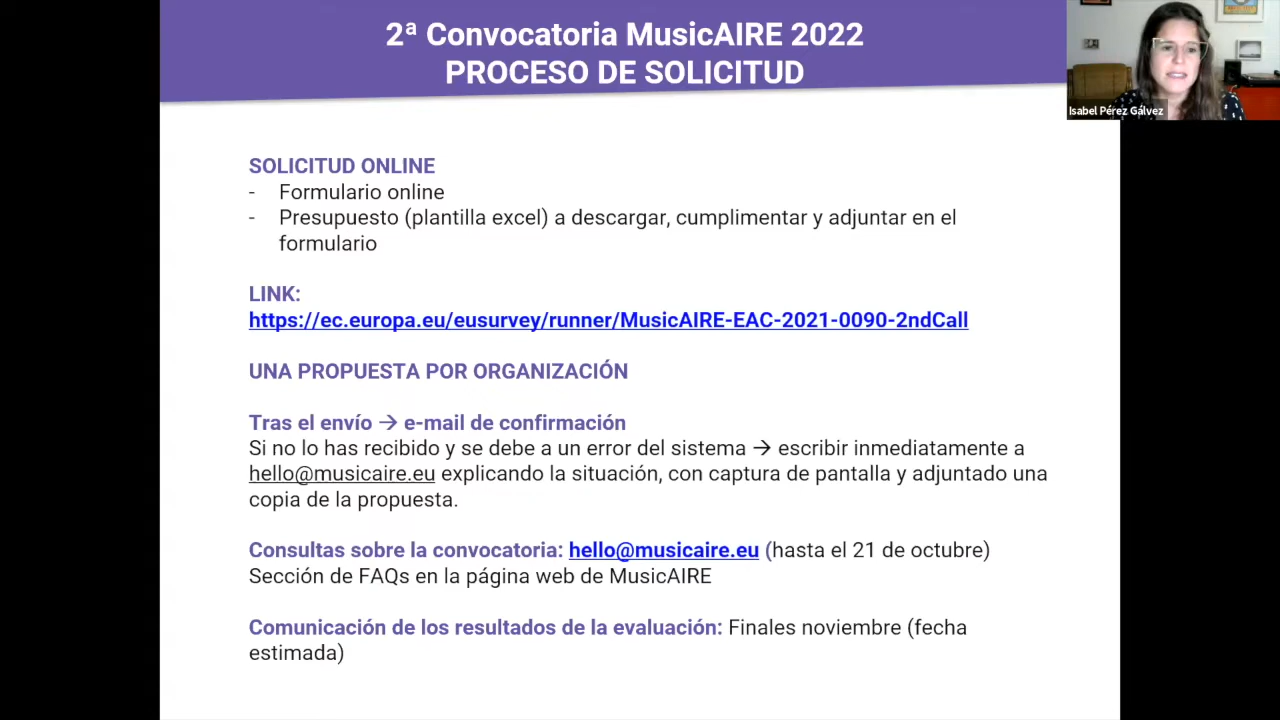 2ª Convocatoria MusicAIRE 2022
PROCESO DE SOLICITUD
Isabel Pérez Gálvez
SOLICITUD ONLINE
- Formulario online
- Presupuesto (plantilla excel) a descargar, cumplimentar y adjuntar en el
formulario
LINK:
https://ec.europa.eu/eusurvey/runner/MusicAIRE-EAC-2021-0090-2ndCall
UNA PROPUESTA POR ORGANIZACIÓN
Tras el envío → e-mail de confirmación
Si no lo has recibido y se debe a un error del sistema → escribir inmediatamente a
hello@musicaire.eu explicando la situación, con captura de pantalla y adjuntado una
copia de la propuesta.
Consultas sobre la convocatoria: hello@musicaire.eu (hasta el 21 de octubre)
Sección de FAQs en la página web de MusicAIRE
Comunicación de los resultados de la evaluación: Finales noviembre (fecha
estimada)